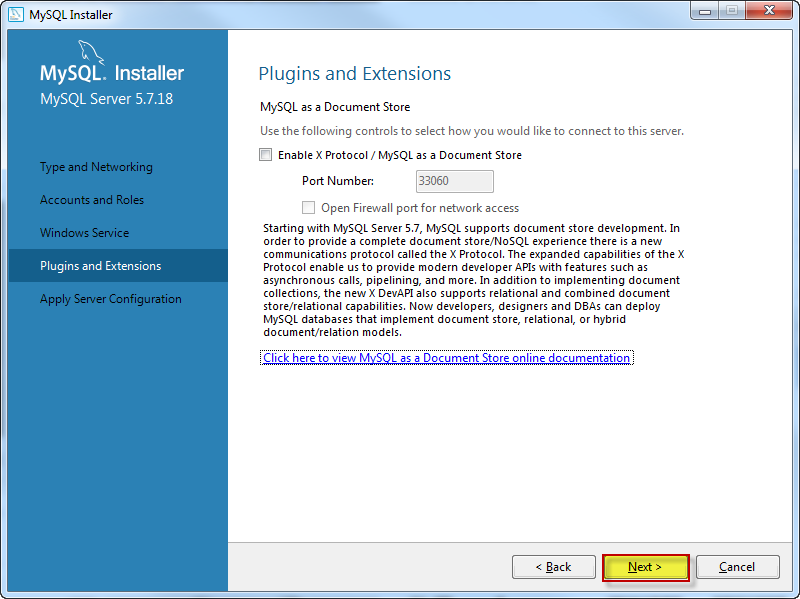 MySQL Installer
MySQL. Installer
MySQL Server 5.7.18
Type and Networking
Accounts and Roles
Windows Service
Plugins and Extensions
Apply Server Configuration
Plugins and Extensions
MySQL as a Document Store
Use the following controls to select how you would like to connect to this server.
Enable X Protocol / MySQL as a Document Store
Port Number: 33060
Open Firewall port for network access
Starting with MySQL Server 5.7, MySQL supports document store development. In
order to provide a complete document store/NoSQL experience there is a new
communications protocol called the X Protocol. The expanded capabilities of the X
Protocol enable us to provide modern developer APIs with features such as
asynchronous calls, pipelining, and more. In addition to implementing document
collections, the new X DevAPI also supports relational and combined document
store/relational capabilities. Now developers, designers and DBAs can deploy
MySQL databases that implement document store, relational, or hybrid
document/relation models.
Click here to view MySQL as a Document Store online documentation
< Back Next > Cancel